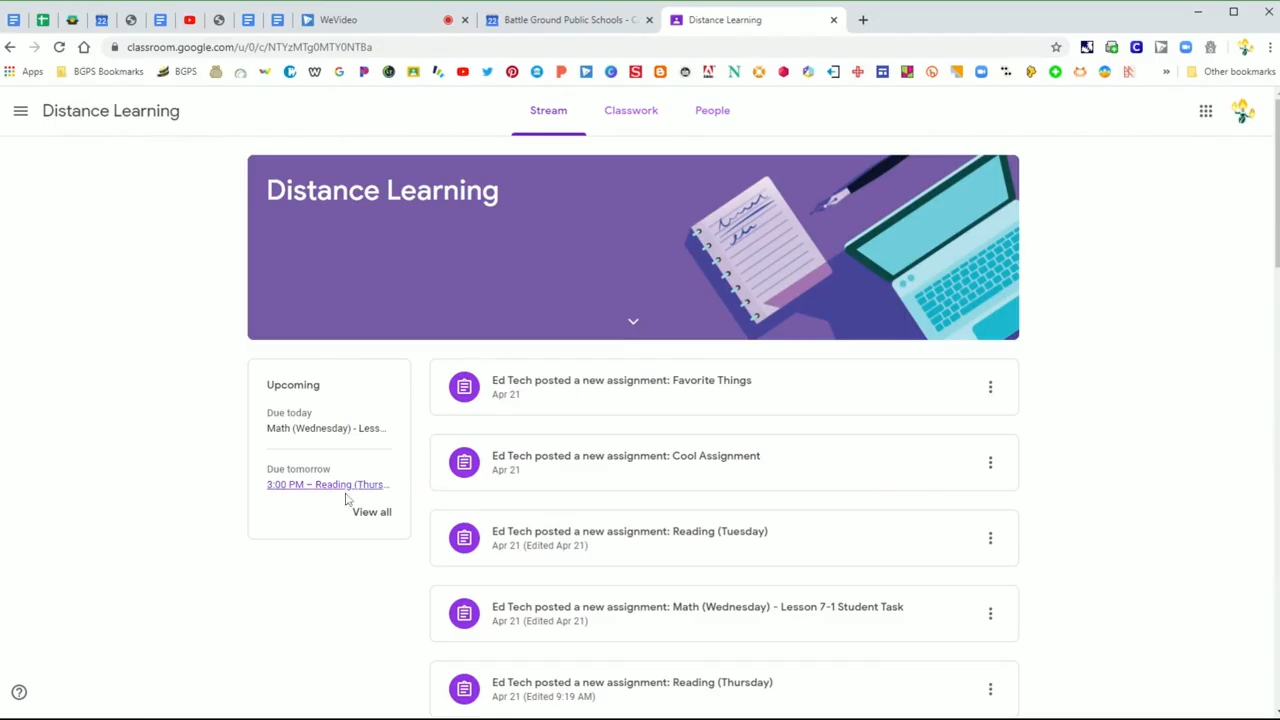 WeVideo
Battle Ground Public Schools - C
Distance Learning
classroom.google.com/u/0/c/NTYzMTg0MTY0NTBa
Apps
BGPS Bookmarks
BGPS
Other bookmarks
Distance Learning
Stream
Classwork
People
Distance Learning
Upcoming
Due today
Math (Wednesday) - Less...
Due tomorrow
3:00 PM – Reading (Thurs...
View all
Ed Tech posted a new assignment: Favorite Things
Apr 21
Ed Tech posted a new assignment: Cool Assignment
Apr 21
Ed Tech posted a new assignment: Reading (Tuesday)
Apr 21 (Edited Apr 21)
Ed Tech posted a new assignment: Math (Wednesday) - Lesson 7-1 Student Task
Apr 21 (Edited Apr 21)
Ed Tech posted a new assignment: Reading (Thursday)
Apr 21 (Edited 9:19 AM)